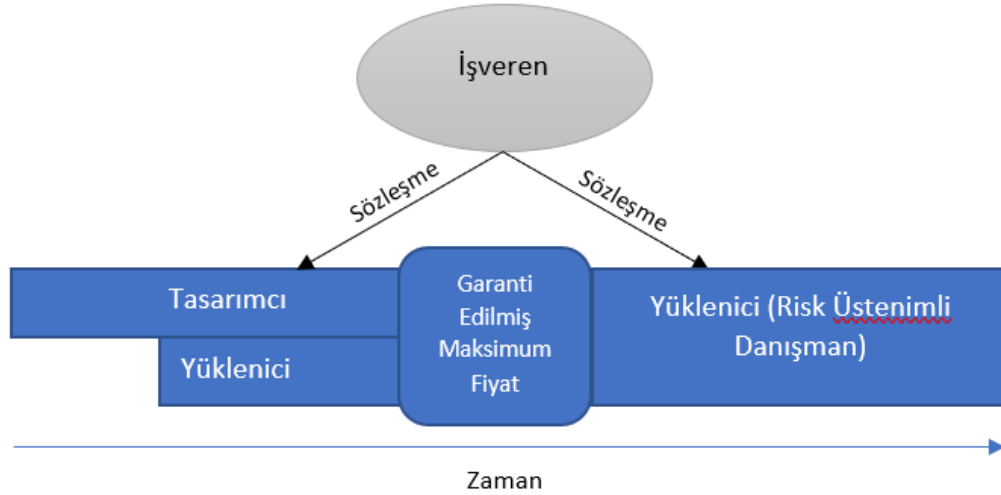 İşveren
Sözleşme
Sözleşme
Tasarımcı
Yüklenici
Garanti
Edilmiş
Maksimum
Fiyat
Yüklenici (Risk Üstenimli
Danışman)
Zaman